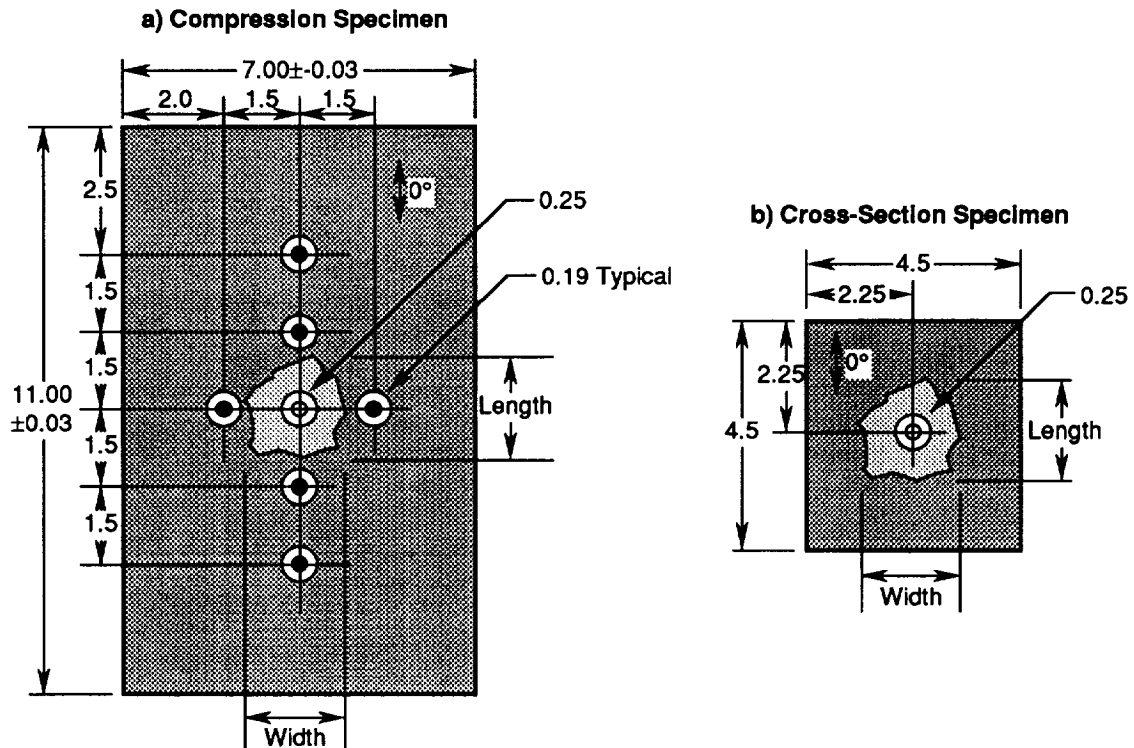 a) Compression Specimen
7.00±-0.03
2.0 1.5 1.5
2.5
0°
0.25
0.19 Typical
1.5
1.5
11.00
±0.03
Length
1.5
1.5
Width
b) Cross-Section Specimen
4.5
2.25
0.25
0°
2.25
4.5
Length
Width